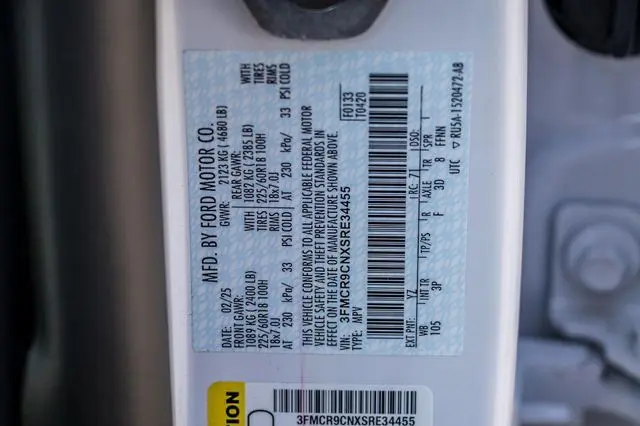 MFD. BY FORD MOTOR CO.
DATE: 02/25 GVWR: 2123 KG ( 4680 LB)
FRONT GAWR: REAR GAWR:
1089 KG ( 2400 LB) 1082 KG ( 2385 LB) WITH
225/60R18 100H 225/60R18 100H TIRES
18x7.0J 18x7.0J RIMS
AT 230 kPa/ 33 PSI COLD AT 230 kPa/ 33 PSI COLD
THIS VEHICLE CONFORMS TO ALL APPLICABLE FEDERAL MOTOR
VEHICLE SAFETY AND THEFT PREVENTION STANDARDS IN
EFFECT ON THE DATE OF MANUFACTURE SHOWN ABOVE.
VIN: 3FMCR9CNXSRE34455
TYPE: MPV
F0133
T0420
EXT PNT: YZ RC: 71 DSO:
WB INT TR TP/PS R AXLE TR SPR
105 3P F 3D 8 FFNN
UTC ▽ RU5A-1520472-AB
3FMCR9CNXSRE34455